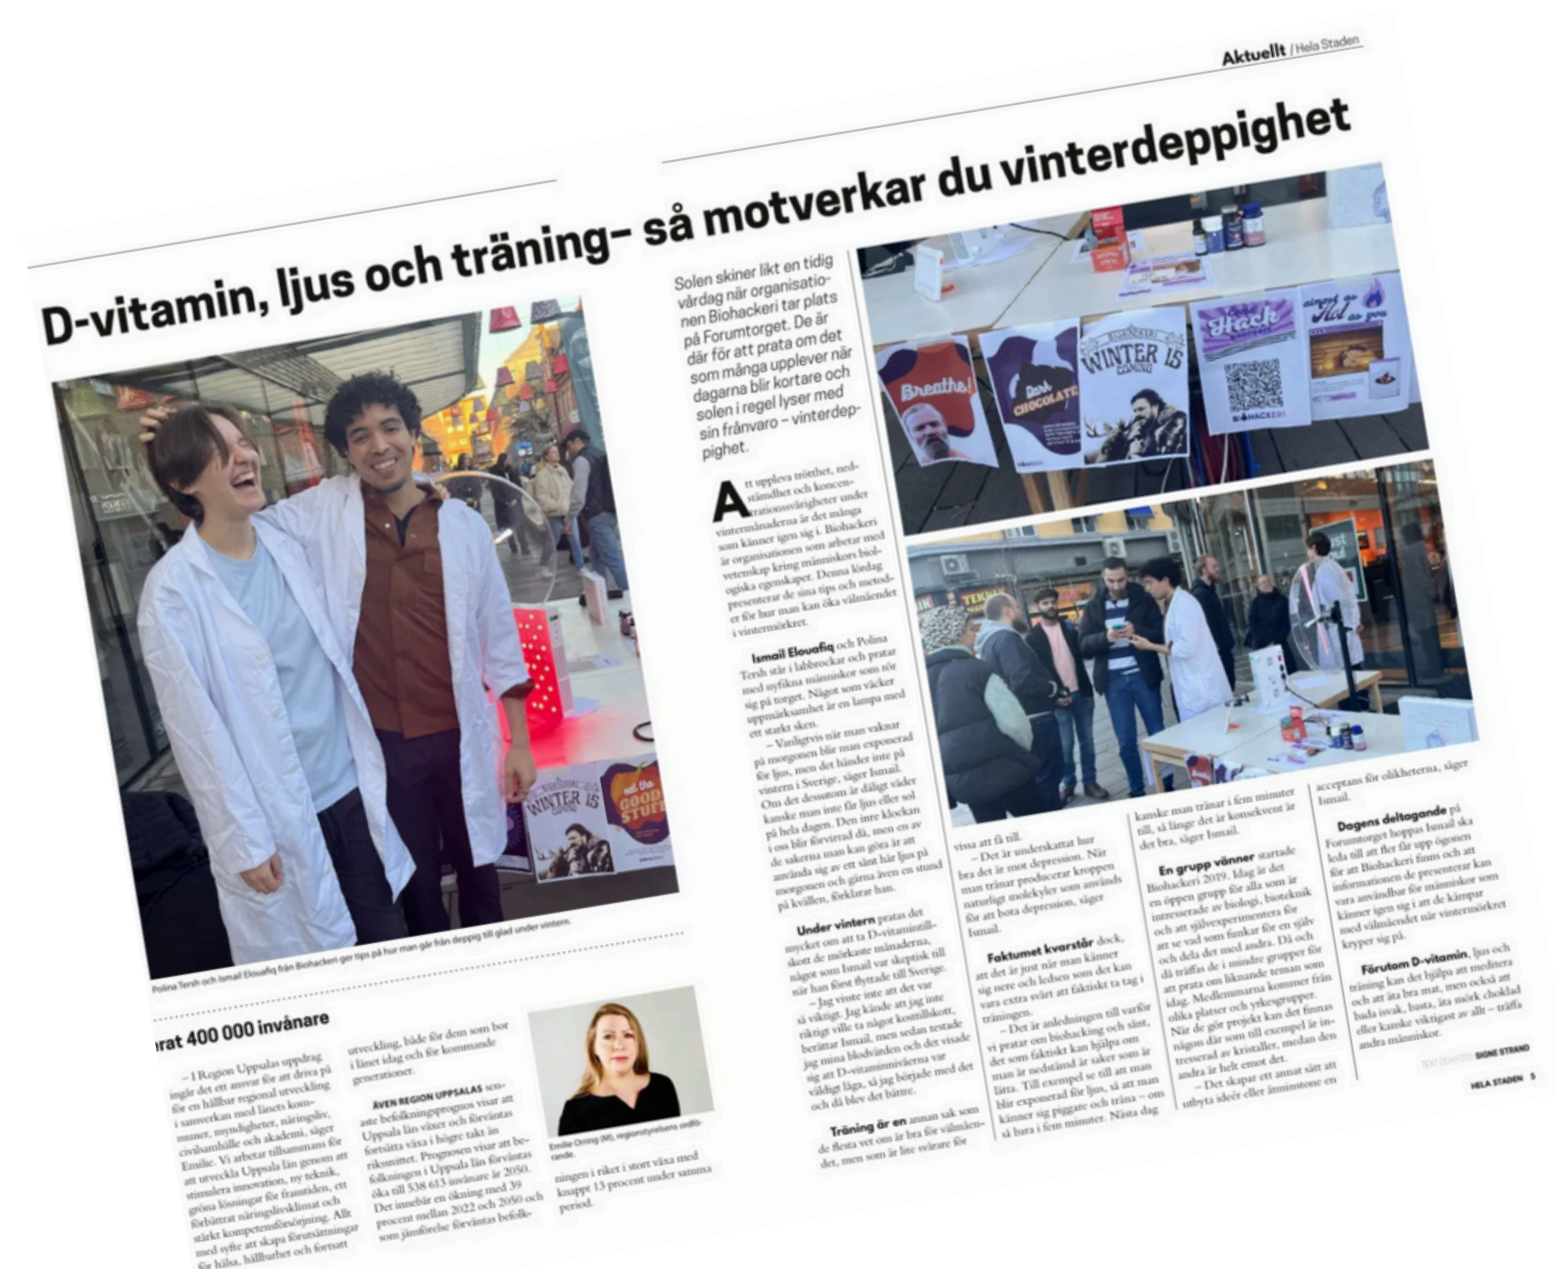 Aktuellt / Hela Staden
D-vitamin, ljus och träning– så motverkar du vinterdeppighet
Solen skiner likt en tidig
vårdag när organisatio-
nen Biohackeri tar plats
på Forumtorget. De är
där för att prata om det
som många upplever när
dagarna blir kortare och
solen i regel lyser med
sin frånvaro – vinterdep-
pighet.
Att uppleva trötthet, ned-
stämdhet och koncen-
trationssvårigheter under
vintermånaderna är det många
som känner igen sig i. Biohackeri
är organisationen som arbetar med
vetenskap kring människors biol-
ogiska egenskaper. Denna lördag
presenterar de sina tips och metod-
er för hur man kan öka välmåendet
i vintermörkret.
Ismail Elouafiq och Polina
Tersh står i labbrockar och pratar
med nyfikna människor som rör
sig på torget. Något som väcker
uppmärksamhet är en lampa med
ett starkt sken.
– Vanligtvis när man vaknar
på morgonen blir man exponerad
för ljus, men det händer inte på
vintern i Sverige, säger Ismail.
Om det dessutom är dåligt väder
kanske man inte får ljus eller sol
på hela dagen. Den inre klockan
i oss blir förvirrad då, men en av
de sakerna man kan göra är att
använda sig av ett sånt här ljus på
morgonen och gärna även en stund
på kvällen, förklarar han.
Under vintern pratas det
mycket om att ta D-vitamintill-
skott de mörkaste månaderna,
något som Ismail var skeptisk till
när han först flyttade till Sverige.
– Jag visste inte att det var
så viktigt. Jag kände att jag inte
riktigt ville ta något kosttillskott,
berättar Ismail, men sedan testade
jag mina blodvärden och det visade
sig att D-vitaminnivåerna var
väldigt låga, så jag började med det
och då blev det bättre.
Träning är en annan sak som
de flesta vet om är bra för välmåen-
det, men som är lite svårare för
vissa att få till.
– Det är underskattat hur
bra det är mot depression. När
man tränar producerar kroppen
naturligt molekyler som används
för att bota depression, säger
Ismail.
Faktumet kvarstår dock,
att det är just när man känner
sig nere och ledsen som det kan
vara extra svårt att faktiskt ta tag i
träningen.
– Det är anledningen till varför
vi pratar om biohacking och sånt,
det som faktiskt kan hjälpa om
man är nedstämd är saker som är
lätta. Till exempel se till att man
blir exponerad för ljus, så att man
känner sig piggare och träna – om
så bara i fem minuter. Nästa dag
kanske man tränar i fem minuter
till, så länge det är konsekvent är
det bra, säger Ismail.
En grupp vänner startade
Biohackeri 2019. Idag är det
en öppen grupp för alla som är
intresserade av biologi, bioteknik
och att självexperimentera för
att se vad som funkar för en själv
och dela det med andra. Då och
då träffas de i mindre grupper för
att prata om liknande teman som
idag. Medlemmarna kommer från
olika platser och yrkesgrupper.
När de gör projekt kan det finnas
någon där som till exempel är in-
tresserad av kristaller, medan den
andra är helt emot det.
– Det skapar ett annat sätt att
utbyta ideér eller åtminstone en
acceptans för olikheterna, säger
Ismail.
Dagens deltagande på
Forumtorget hoppas Ismail ska
leda till att fler får upp ögonen
för att Biohackeri finns och att
informationen de presenterar kan
vara användbar för människor som
känner igen sig i att de kämpar
med välmåendet när vintermörkret
kryper sig på.
Förutom D-vitamin, ljus och
träning kan det hjälpa att meditera
och att äta bra mat, men också att
bada isvak, basta, äta mörk choklad
eller kanske viktigast av allt – träffa
andra människor.
TEXT OCH FOTO SIGNE STRAND
HELA STADEN 5
Breathe!
Dark
CHOCOLATE
WINTER IS
COMING
Hack
BIOHACKERI
almost as
Hot as you
WINTER IS
COMING
eat the
GOOD
STUFF
TEKNIK
Polina Tersh och Ismail Elouafiq från Biohackeri ger tips på hur man går från deppig till glad under vintern.
erat 400 000 invånare
– I Region Uppsalas uppdrag
ingår det ett ansvar för att driva på
för en hållbar regional utveckling
i samverkan med länets kom-
muner, myndigheter, näringsliv,
civilsamhälle och akademi, säger
Emilie. Vi arbetar tillsammans för
att utveckla Uppsala län genom att
stimulera innovation, ny teknik,
gröna lösningar för framtiden, ett
förbättrat näringslivsklimat och
stärkt kompetensförsörjning. Allt
med syfte att skapa förutsättningar
för hälsa, hållbarhet och fortsatt
utveckling, både för dem som bor
i länet idag och för kommande
generationer.
ÄVEN REGION UPPSALAS sen-
aste befolkningsprognos visar att
Uppsala län växer och förväntas
fortsätta växa i högre takt än
rikssnittet. Prognosen visar att be-
folkningen i Uppsala län förväntas
öka till 538 613 invånare år 2050.
Det innebär en ökning med 39
procent mellan 2022 och 2050 och
som jämförelse förväntas befolk-
Emilie Orring (M), regionstyrelsens ordfö-
rande.
ningen i riket i stort växa med
knappt 13 procent under samma
period.